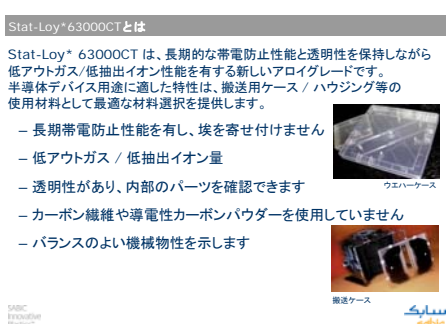 Stat-Loy*63000CTとは
Stat-Loy* 63000CT は、長期的な帯電防止性能と透明性を保持しながら
低アウトガス/低抽出イオン性能を有する新しいアロイグレードです。
半導体デバイス用途に適した特性は、搬送用ケース / ハウジング等の
使用材料として最適な材料選択を提供します。
– 長期帯電防止性能を有し、埃を寄せ付けません
– 低アウトガス / 低抽出イオン量
– 透明性があり、内部のパーツを確認できます
ウエハーケース
– カーボン繊維や導電性カーボンパウダーを使用していません
– バランスのよい機械物性を示します
搬送ケース
SABIC
Innovative
Plastics™
سابك